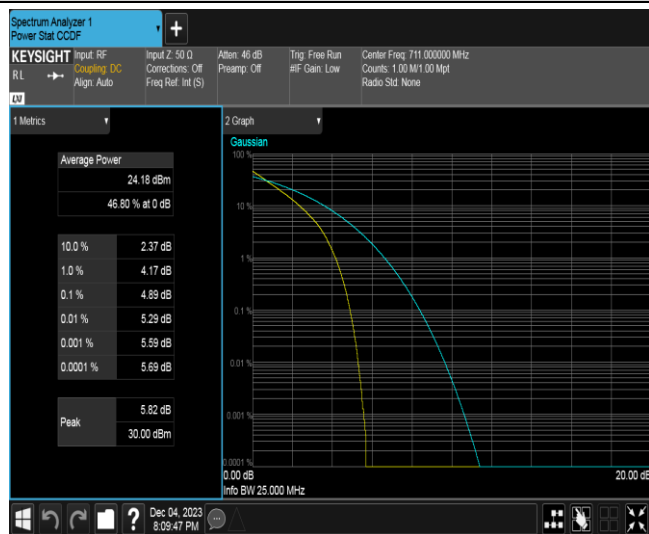 Spectrum Analyzer 1
Power Stat CCDF
+
KEYSIGHT
RL
LXI
Input: RF
Coupling: DC
Align: Auto
Input Z: 50 Ω
Corrections: Off
Freq Ref: Int (S)
Atten: 46 dB
Preamp: Off
Trig: Free Run
#IF Gain: Low
Center Freq: 711.000000 MHz
Counts: 1.00 M/1.00 Mpt
Radio Std: None
1 Metrics
Average Power
24.18 dBm
46.80 % at 0 dB
10.0 % 2.37 dB
1.0 % 4.17 dB
0.1 % 4.89 dB
0.01 % 5.29 dB
0.001 % 5.59 dB
0.0001 % 5.69 dB
Peak
5.82 dB
30.00 dBm
2 Graph
Gaussian
100 %
10 %
1 %
0.1 %
0.01 %
0.001 %
0.0001 %
0.00 dB
20.00 dB
Info BW 25.000 MHz
?
Dec 04, 2023
8:09:47 PM